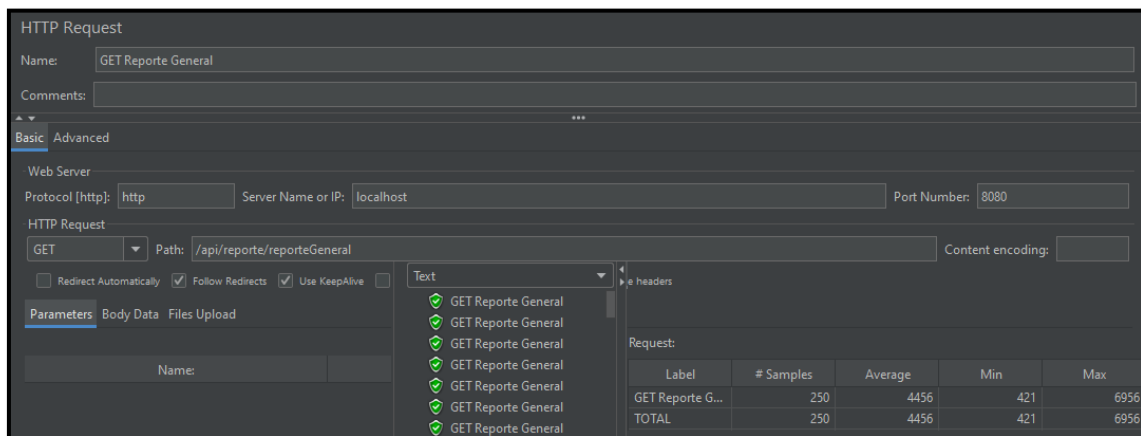 HTTP Request
Name: GET Reporte General
Comments:
Basic Advanced
Web Server
Protocol [http]: http Server Name or IP: localhost Port Number: 8080
HTTP Request
GET Path: /api/reporte/reporteGeneral Content encoding:
Redirect Automatically Follow Redirects Use KeepAlive Text e headers
GET Reporte General
GET Reporte General
Parameters Body Data Files Upload
GET Reporte General
Request:
GET Reporte General
Name: Label # Samples Average Min Max
GET Reporte General
GET Reporte G... 250 4456 421 6956
GET Reporte General
TOTAL 250 4456 421 6956
GET Reporte General